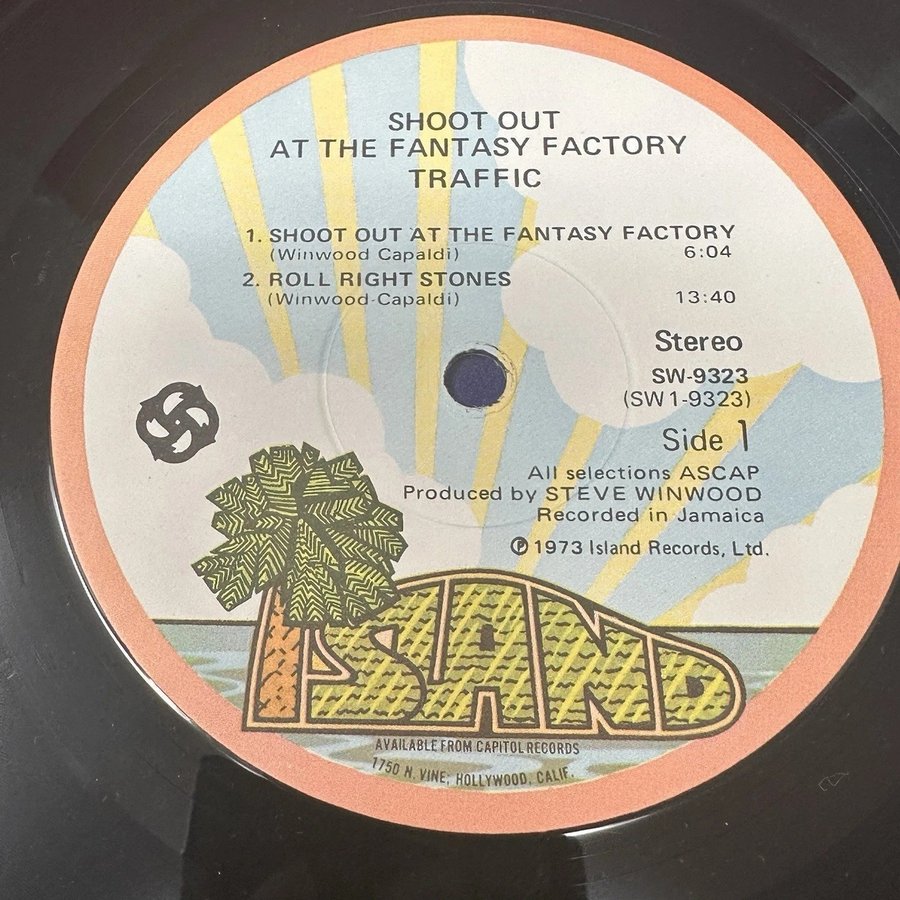 SHOOT OUT
AT THE FANTASY FACTORY
TRAFFIC
1. SHOOT OUT AT THE FANTASY FACTORY
(Winwood Capaldi) 6:04
2. ROLL RIGHT STONES
(Winwood-Capaldi) 13:40
Stereo
SW-9323
(SW1-9323)
Side 1
All selections ASCAP
Produced by STEVE WINWOOD
Recorded in Jamaica
℗ 1973 Island Records, Ltd.
ISLAND
AVAILABLE FROM CAPITOL RECORDS
1750 N. VINE, HOLLYWOOD, CALIF.